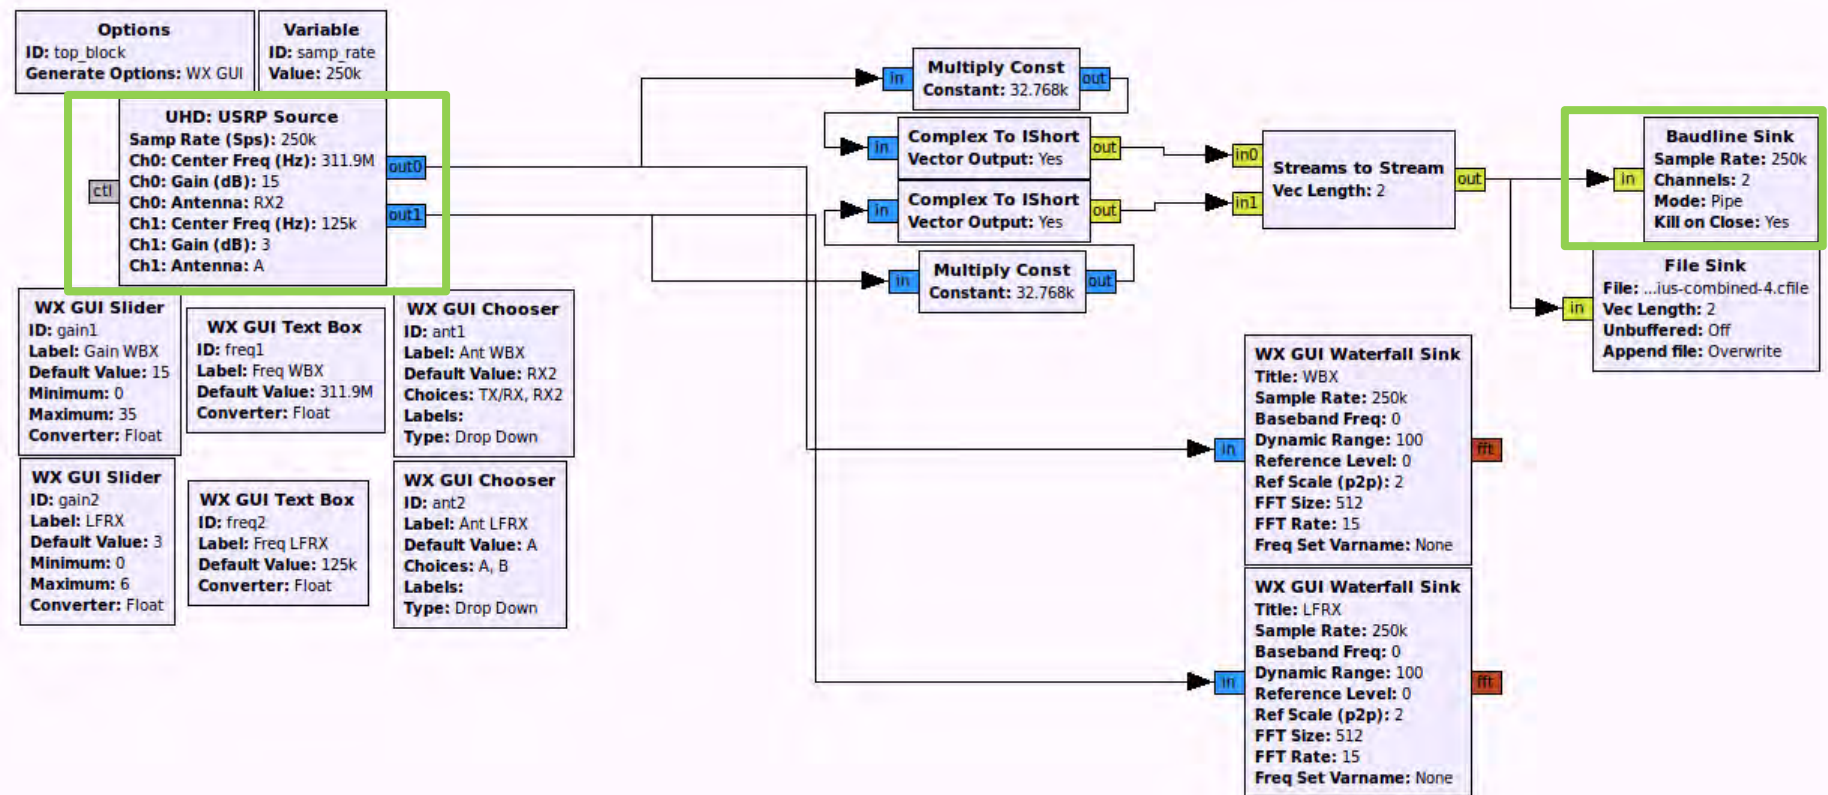 Options
ID: top_block
Generate Options: WX GUI
Variable
ID: samp_rate
Value: 250k
UHD: USRP Source
Samp Rate (Sps): 250k
Ch0: Center Freq (Hz): 311.9M
Ch0: Gain (dB): 15
Ch0: Antenna: RX2
Ch1: Center Freq (Hz): 125k
Ch1: Gain (dB): 3
Ch1: Antenna: A
ctl
out0
out1
WX GUI Slider
ID: gain1
Label: Gain WBX
Default Value: 15
Minimum: 0
Maximum: 35
Converter: Float
WX GUI Text Box
ID: freq1
Label: Freq WBX
Default Value: 311.9M
Converter: Float
WX GUI Chooser
ID: ant1
Label: Ant WBX
Default Value: RX2
Choices: TX/RX, RX2
Labels:
Type: Drop Down
WX GUI Slider
ID: gain2
Label: LFRX
Default Value: 3
Minimum: 0
Maximum: 6
Converter: Float
WX GUI Text Box
ID: freq2
Label: Freq LFRX
Default Value: 125k
Converter: Float
WX GUI Chooser
ID: ant2
Label: Ant LFRX
Default Value: A
Choices: A, B
Labels:
Type: Drop Down
in
Multiply Const
Constant: 32.768k
out
in
Complex To IShort
Vector Output: Yes
out
in
Complex To IShort
Vector Output: Yes
out
in
Multiply Const
Constant: 32.768k
out
in0
in1
Streams to Stream
Vec Length: 2
out
in
Baudline Sink
Sample Rate: 250k
Channels: 2
Mode: Pipe
Kill on Close: Yes
in
File Sink
File: ...ius-combined-4.cfile
Vec Length: 2
Unbuffered: Off
Append file: Overwrite
in
WX GUI Waterfall Sink
Title: WBX
Sample Rate: 250k
Baseband Freq: 0
Dynamic Range: 100
Reference Level: 0
Ref Scale (p2p): 2
FFT Size: 512
FFT Rate: 15
Freq Set Varname: None
fft
in
WX GUI Waterfall Sink
Title: LFRX
Sample Rate: 250k
Baseband Freq: 0
Dynamic Range: 100
Reference Level: 0
Ref Scale (p2p): 2
FFT Size: 512
FFT Rate: 15
Freq Set Varname: None
fft